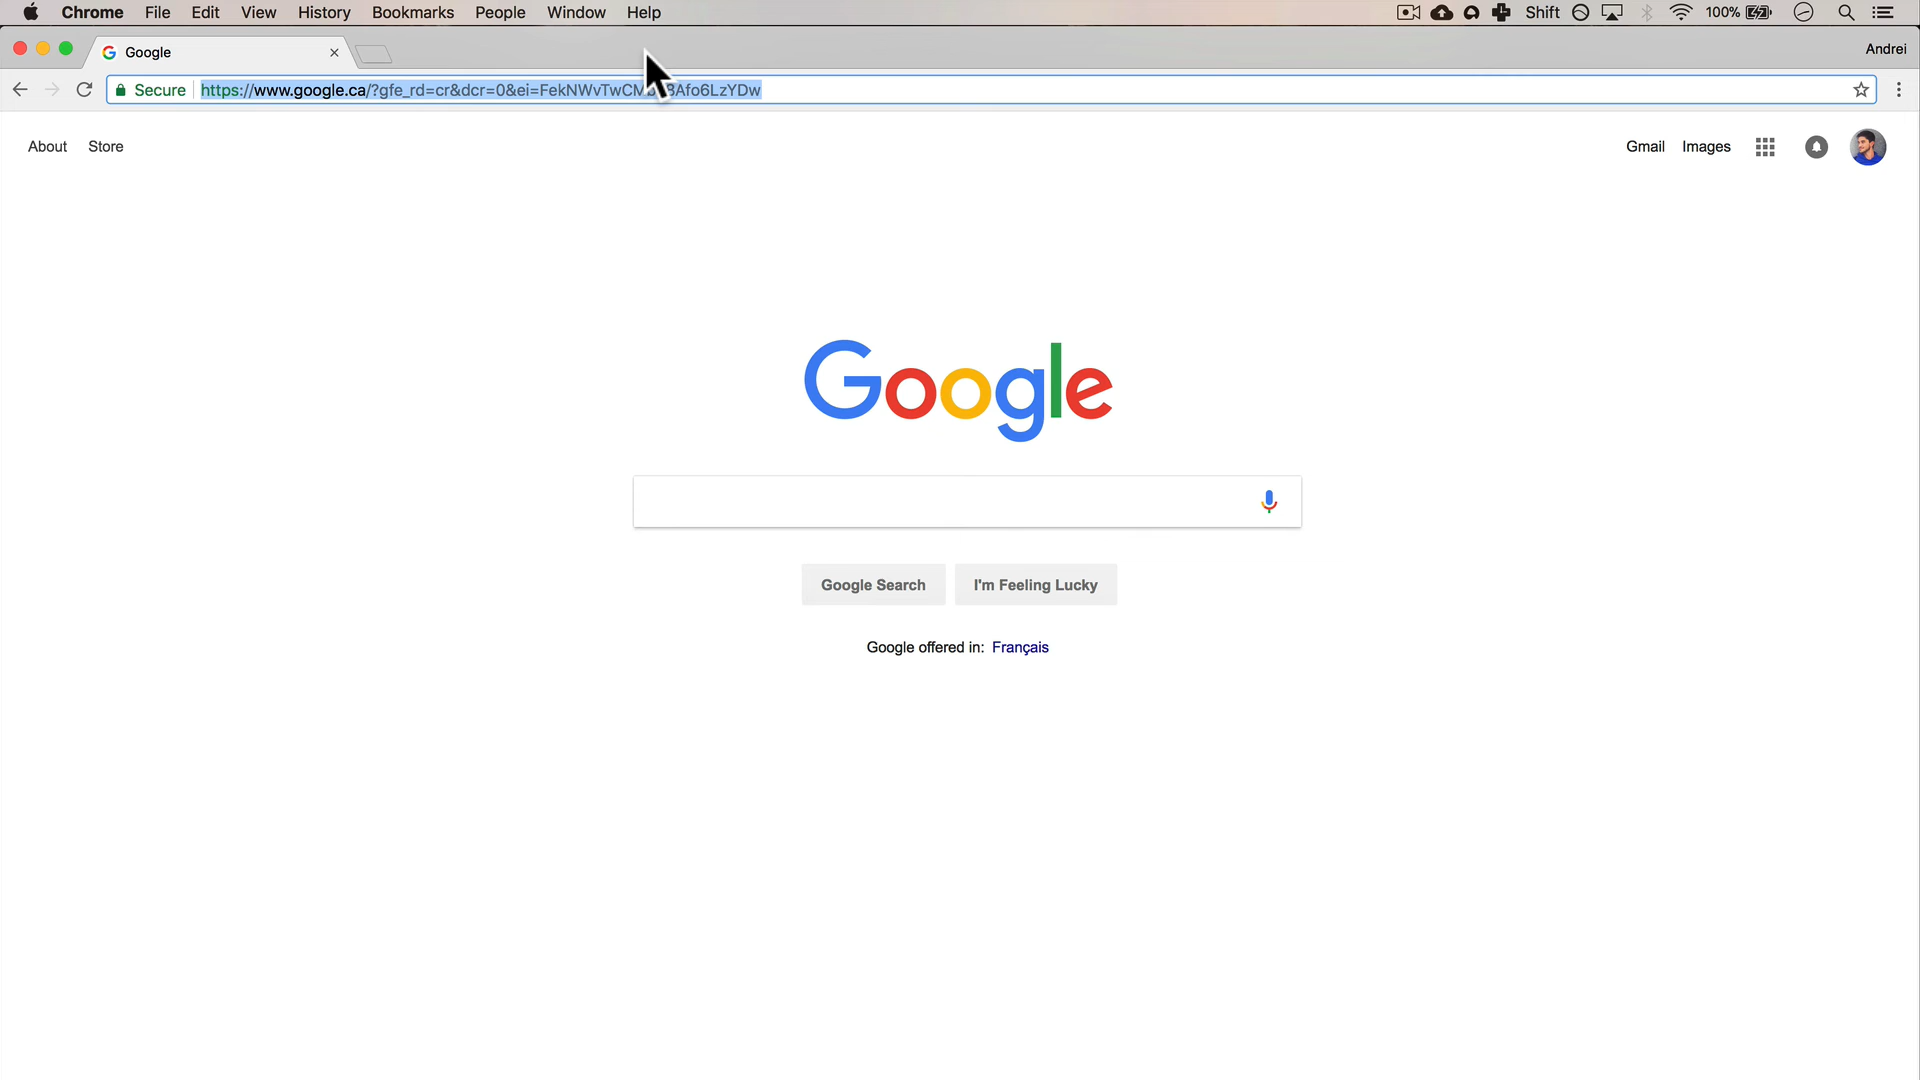 Chrome File Edit View History Bookmarks People Window Help Shift 100%
Google Andrei
Secure https://www.google.ca/?gfe_rd=cr&dcr=0&ei=FekNWvTwCM
About Store Gmail Images
Google
Google Search I'm Feeling Lucky
Google offered in: Français